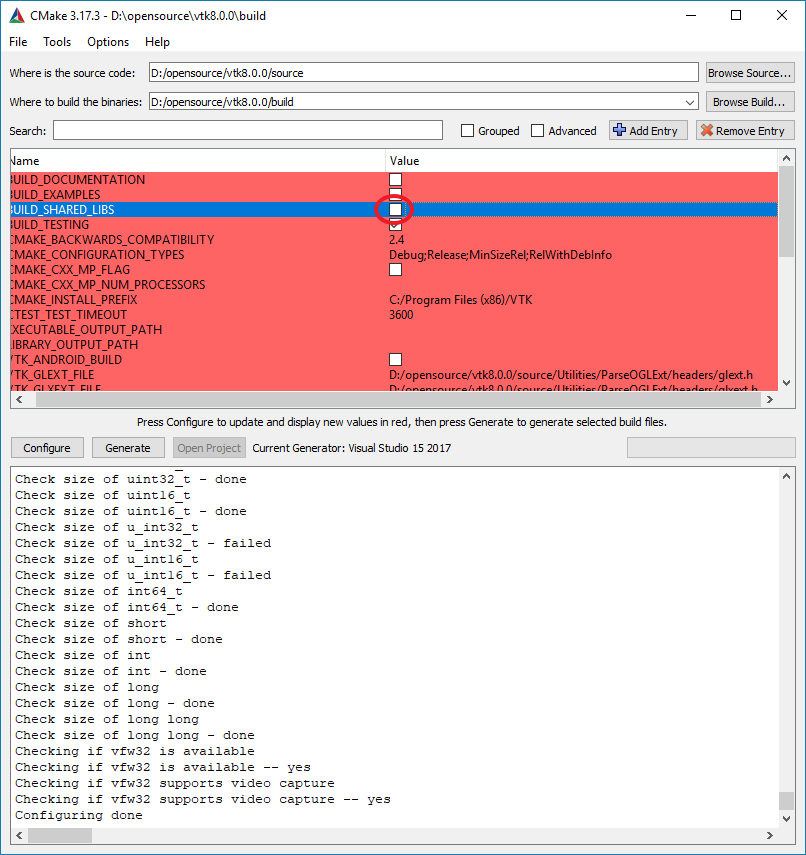 CMake 3.17.3 - D:\opensource\vtk8.0.0\build
File Tools Options Help
Where is the source code: D:/opensource/vtk8.0.0/source Browse Source...
Where to build the binaries: D:/opensource/vtk8.0.0/build Browse Build...
Search: Grouped Advanced Add Entry Remove Entry
Name Value
BUILD_DOCUMENTATION
BUILD_EXAMPLES
BUILD_SHARED_LIBS
BUILD_TESTING
CMAKE_BACKWARDS_COMPATIBILITY 2.4
CMAKE_CONFIGURATION_TYPES Debug;Release;MinSizeRel;RelWithDebInfo
CMAKE_CXX_MP_FLAG
CMAKE_CXX_MP_NUM_PROCESSORS
CMAKE_INSTALL_PREFIX C:/Program Files (x86)/VTK
CTEST_TEST_TIMEOUT 3600
EXECUTABLE_OUTPUT_PATH
LIBRARY_OUTPUT_PATH
VTK_ANDROID_BUILD
VTK_GLEXT_FILE D:/opensource/vtk8.0.0/source/Utilities/ParseOGLExt/headers/glext.h
VTK_GLXEXT_FILE D:/opensource/vtk8.0.0/source/Utilities/ParseOGLExt/headers/glxext.h
Press Configure to update and display new values in red, then press Generate to generate selected build files.
Configure Generate Open Project Current Generator: Visual Studio 15 2017
Check size of uint32_t - done
Check size of uint16_t
Check size of uint16_t - done
Check size of u_int32_t
Check size of u_int32_t - failed
Check size of u_int16_t
Check size of u_int16_t - failed
Check size of int64_t
Check size of int64_t - done
Check size of short
Check size of short - done
Check size of int
Check size of int - done
Check size of long
Check size of long - done
Check size of long long
Check size of long long - done
Checking if vfw32 is available
Checking if vfw32 is available -- yes
Checking if vfw32 supports video capture
Checking if vfw32 supports video capture -- yes
Configuring done